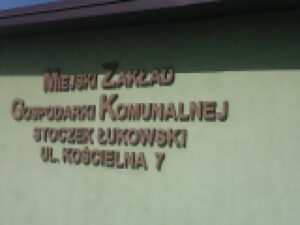 MIEJSKI ZAKŁAD
GOSPODARKI KOMUNALNEJ
STOCZEK ŁUKOWSKI
UL. KOŚCIELNA 7